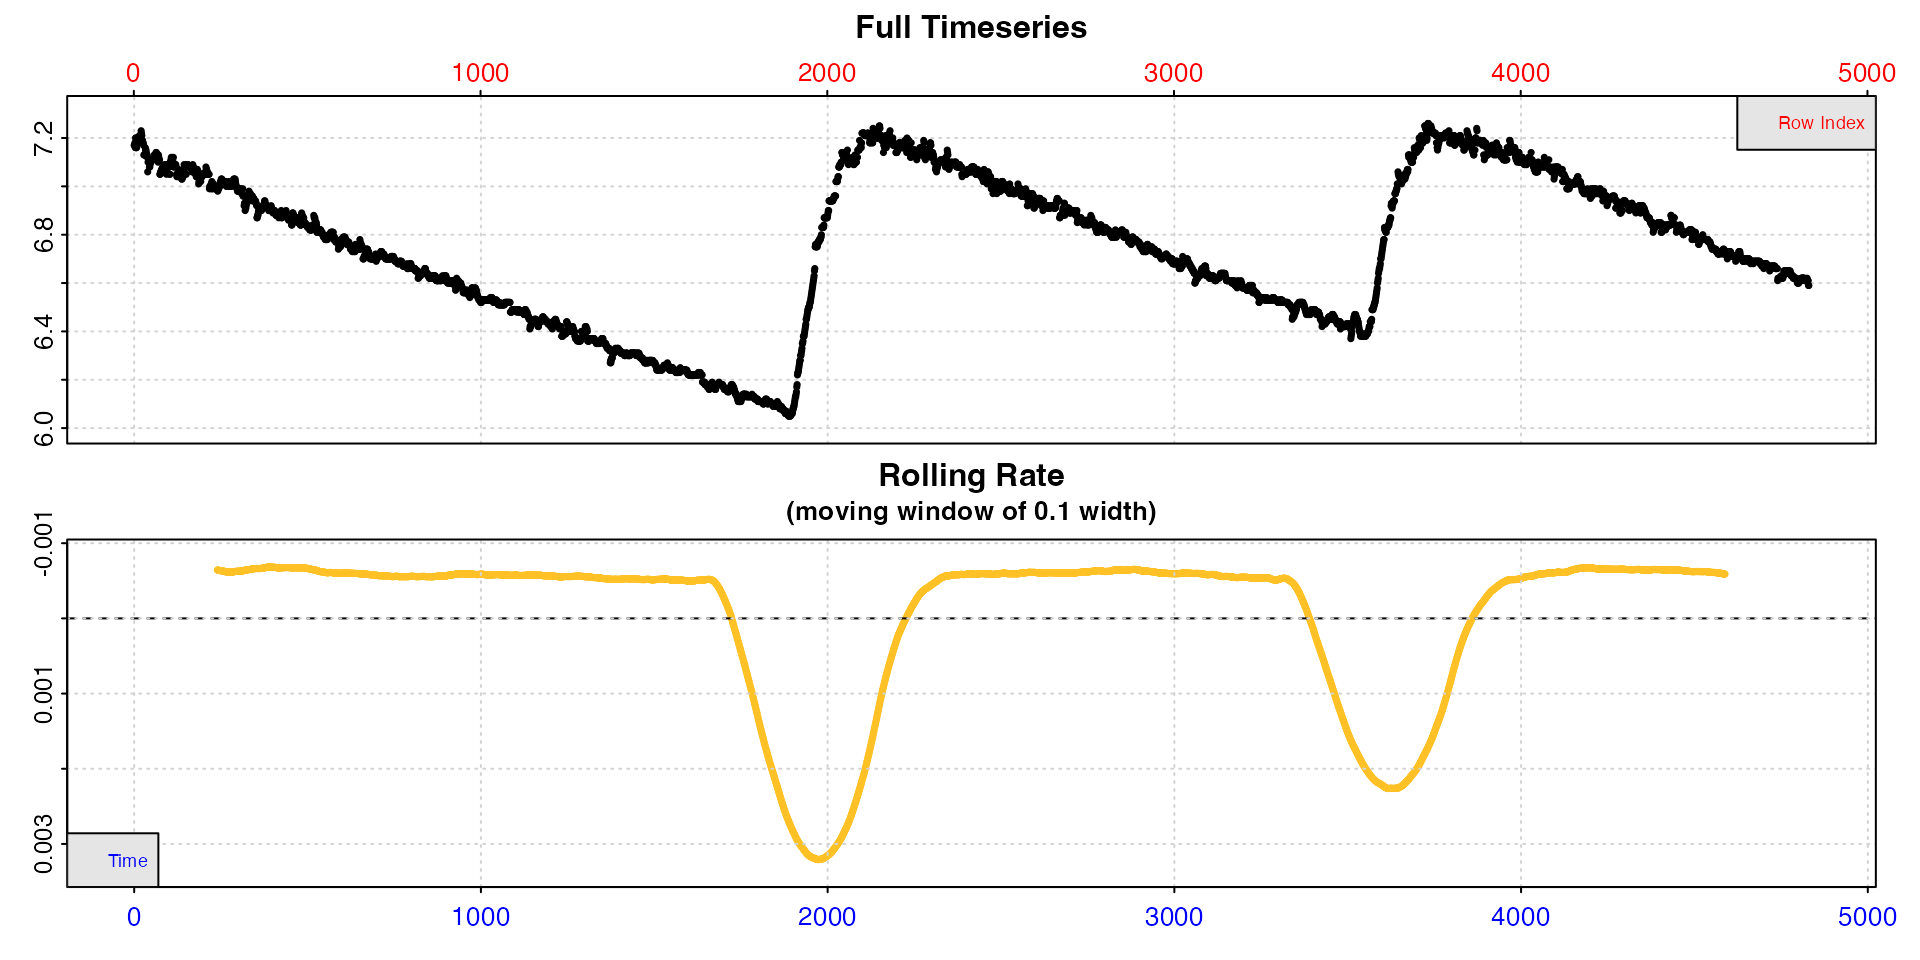 Full Timeseries
0 1000 2000 3000 4000 5000
Row Index
7.2
6.8
6.4
6.0
Rolling Rate
(moving window of 0.1 width)
-0.001
0.001
0.003
Time
0 1000 2000 3000 4000 5000